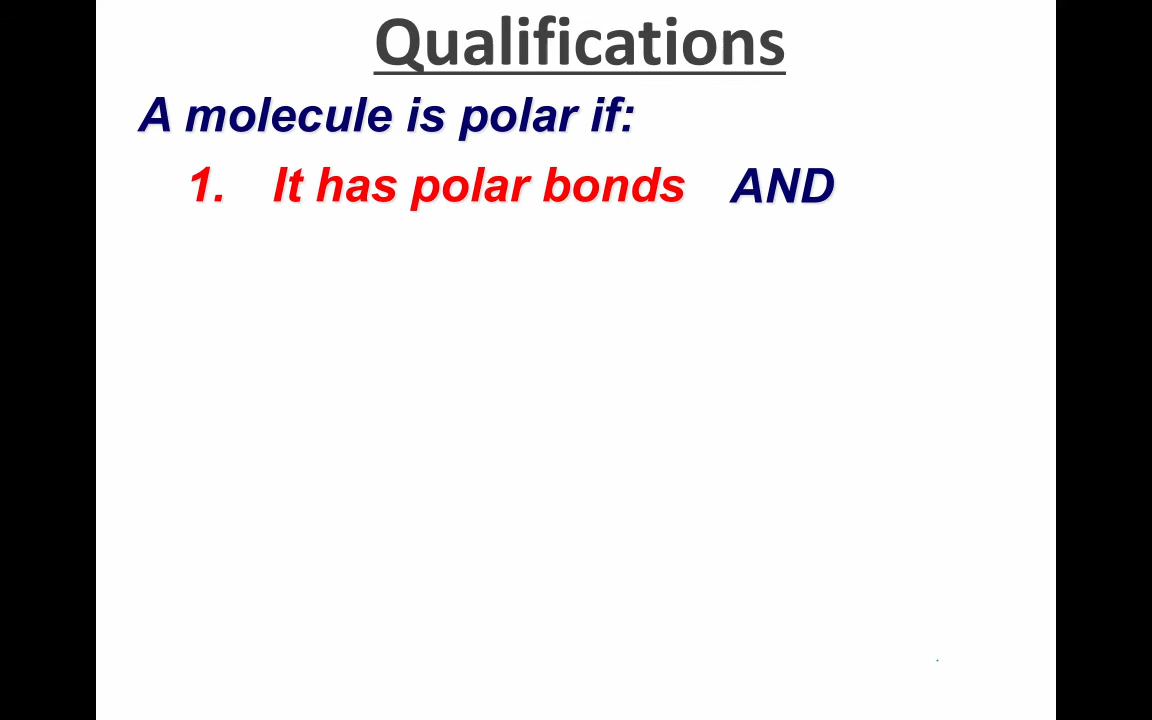 Qualifications
A molecule is polar if:
1. It has polar bonds AND